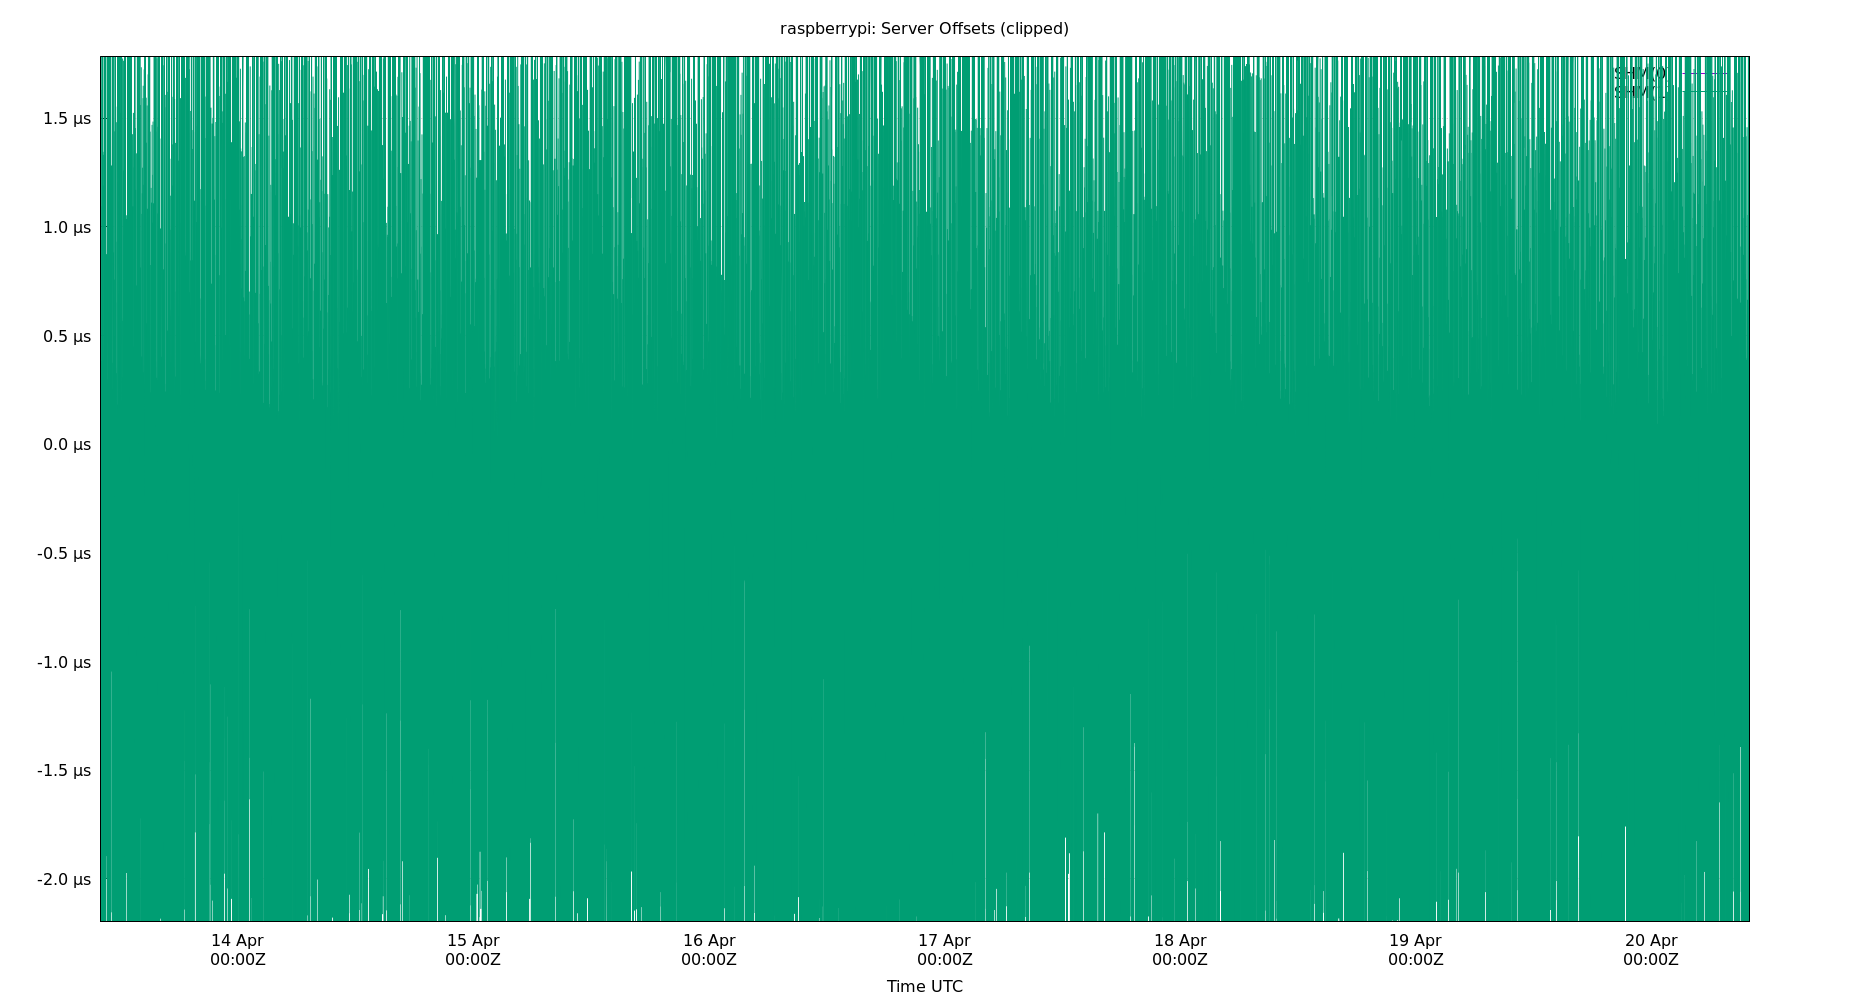 raspberrypi: Server Offsets (clipped)
SHM(0)
1.5 µs
1.0 µs
0.5 µs
0.0 µs
-0.5 µs
-1.0 µs
-1.5 µs
-2.0 µs
14 Apr 15 Apr 16 Apr 17 Apr 18 Apr 19 Apr 20 Apr
00:00Z 00:00Z 00:00Z 00:00Z 00:00Z 00:00Z 00:00Z
Time UTC